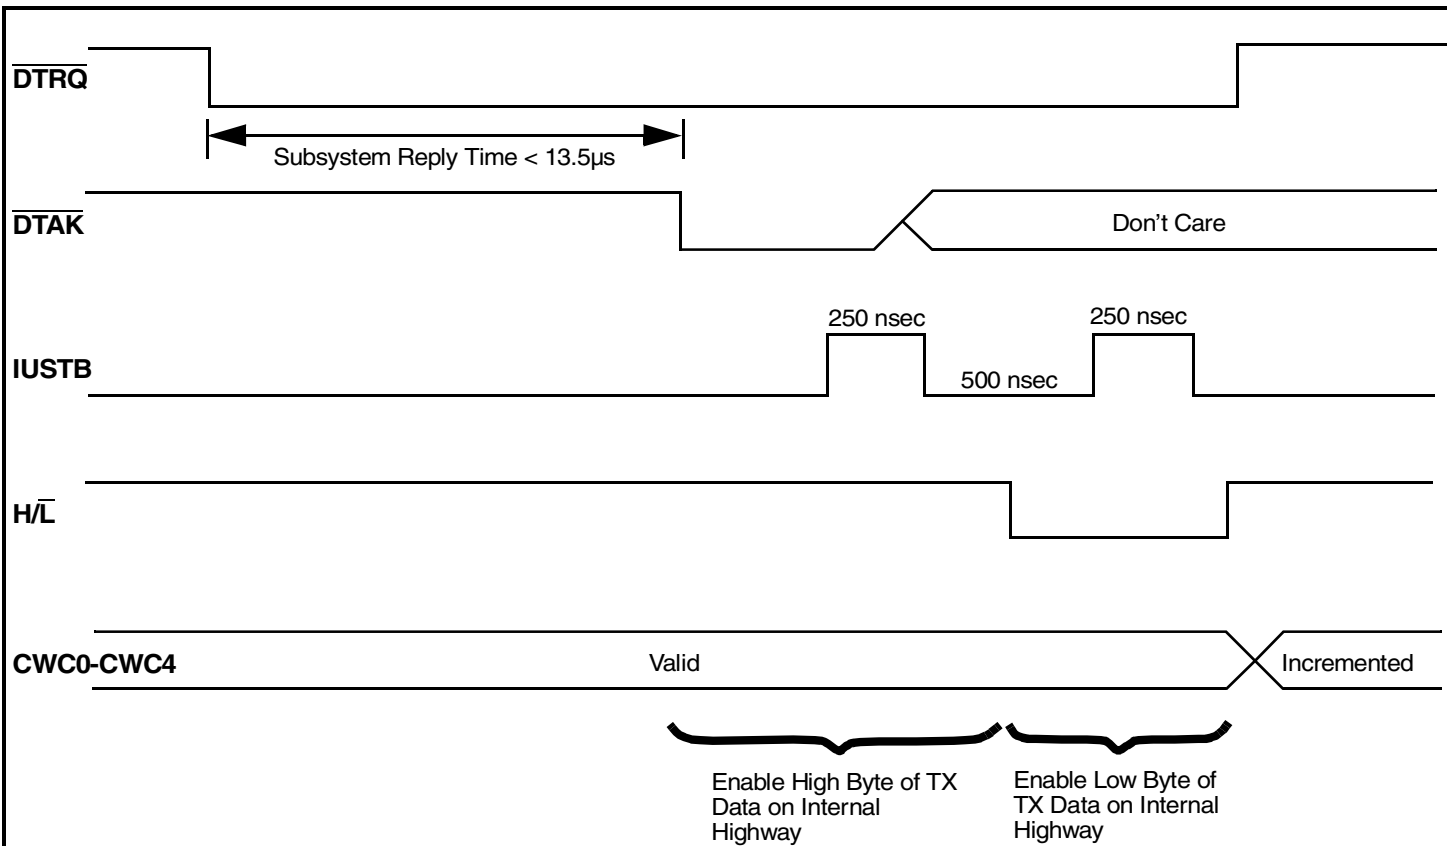 DTRQ
Subsystem Reply Time < 13.5µs
DTAK
Don't Care
250 nsec
250 nsec
IUSTB
500 nsec
H/L
CWC0-CWC4
Valid
Incremented
Enable High Byte of TX
Data on Internal
Highway
Enable Low Byte of
TX Data on Internal
Highway